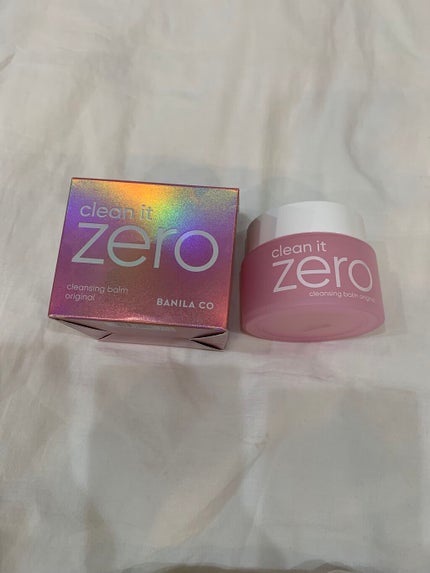 clean it
zero
cleansing balm
original
BANILA CO
clean it
zero
cleansing balm original